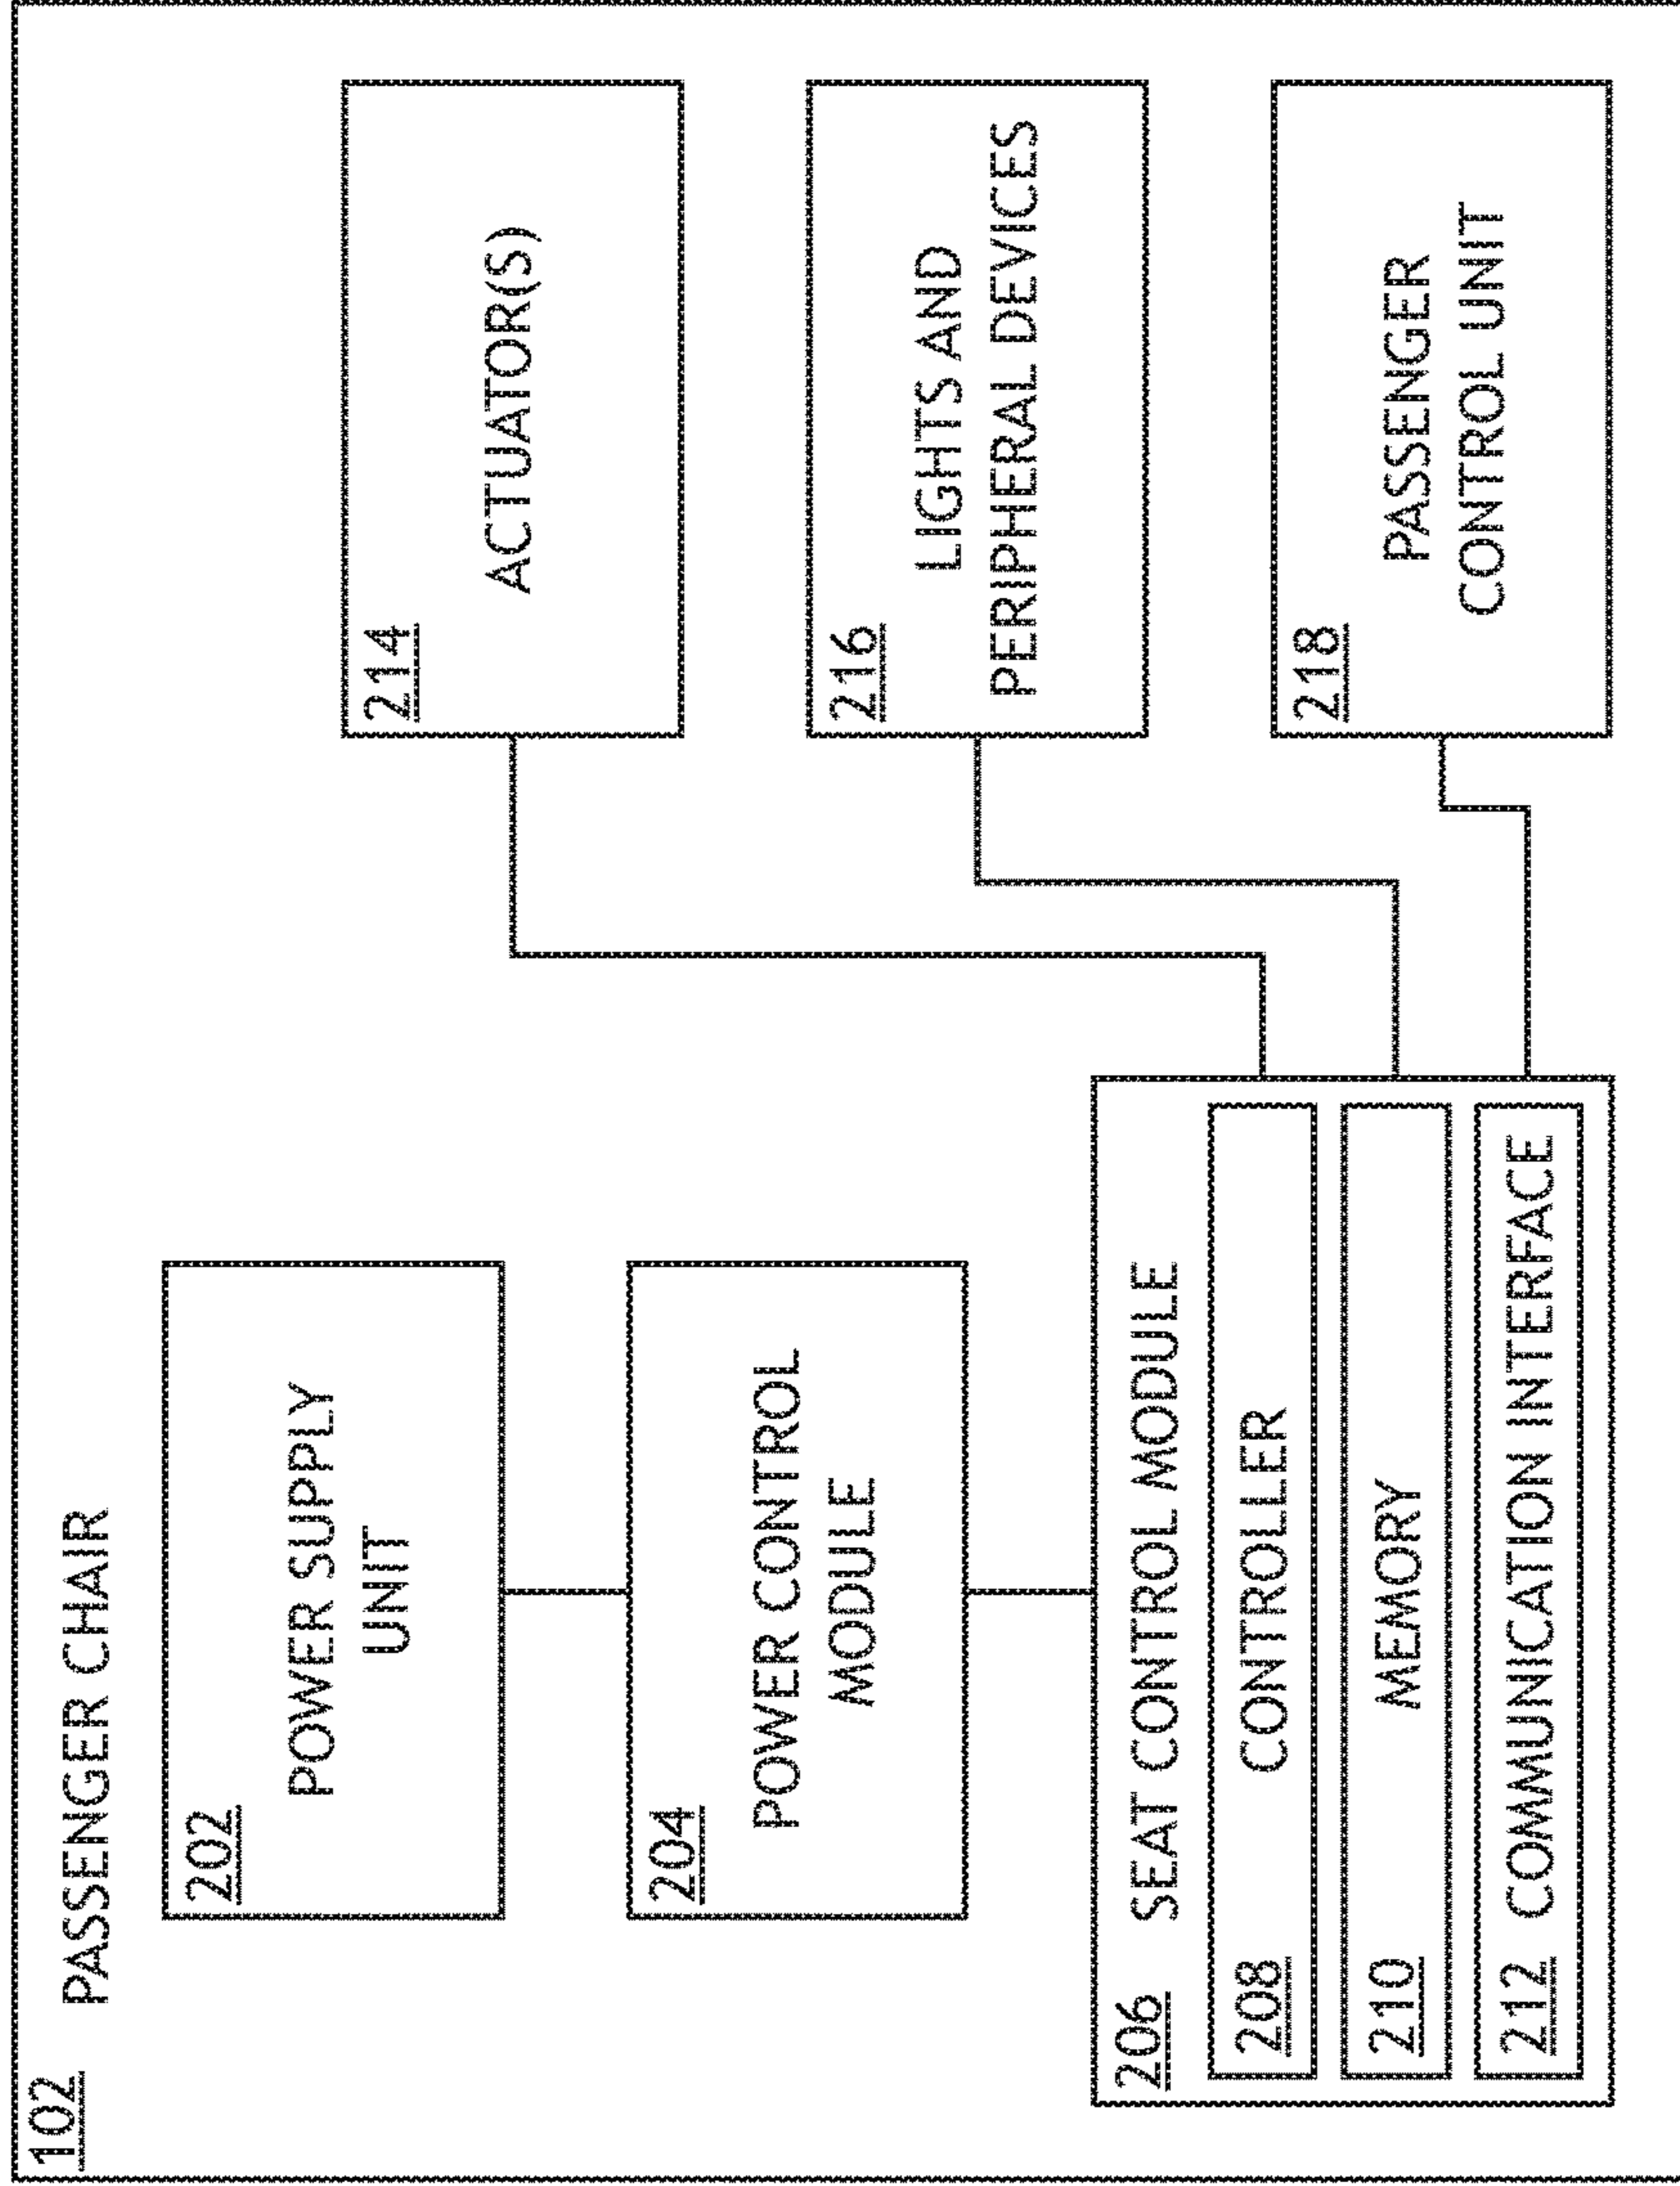 102
PASSENGER CHAIR
202
POWER SUPPLY
UNIT
204
POWER CONTROL
MODULE
206 SEAT CONTROL MODULE
208 CONTROLLER
210 MEMORY
212 COMMUNICATION INTERFACE
214
ACTUATOR(S)
216
LIGHTS AND
PERIPHERAL DEVICES
218
PASSENGER
CONTROL UNIT